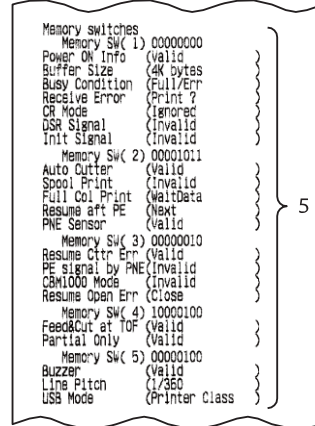 Memory switches
Memory SW( 1) 00000000
Power ON Info (Valid )
Buffer Size (4K bytes )
Busy Condition (Full/Err )
Receive Error (Print ? )
CR Mode (Ignored )
DSR Signal (Invalid )
Init Signal (Invalid )
Memory SW( 2) 00001011
Auto Cutter (Valid )
Spool Print (Invalid )
Full Col Print (WaitData )
Resume aft PE (Next )
PNE Sensor (Valid )
Memory SW( 3) 00000010
Resume Cttr Err (Valid )
PE signal by PNE(Invalid )
CBM1000 Mode (Invalid )
Resume Open Err (Close )
Memory SW( 4) 10000100
Feed&Cut at TOF (Valid )
Partial Only (Valid )
Memory SW( 5) 00000100
Buzzer (Valid )
Line Pitch (1/360 )
USB Mode (Printer Class )
5